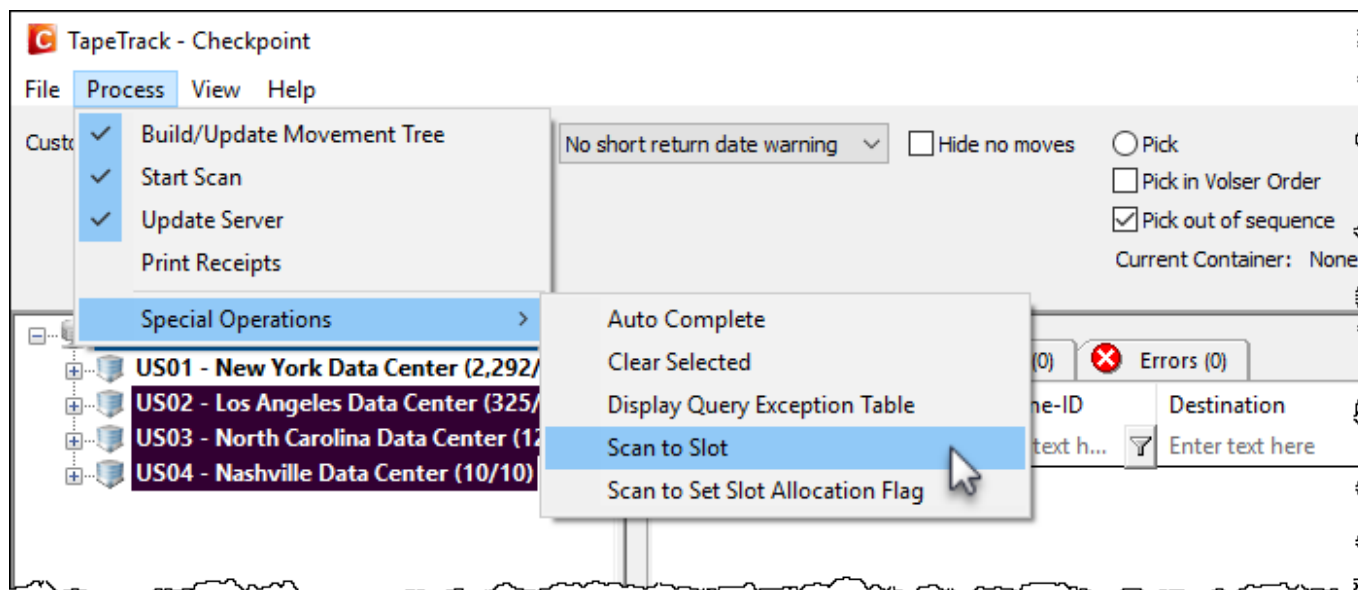 TapeTrack - Checkpoint
File Process View Help
Build/Update Movement Tree
No short return date warning
Hide no moves
Pick
Start Scan
Pick in Volser Order
Update Server
Pick out of sequence
Print Receipts
Current Container: None
Special Operations
Auto Complete
US01 - New York Data Center (2,292/
Clear Selected
(0)
Errors (0)
US02 - Los Angeles Data Center (325/
Display Query Exception Table
Destination
US03 - North Carolina Data Center (12
Scan to Slot
text h...
Enter text here
US04 - Nashville Data Center (10/10)
Scan to Set Slot Allocation Flag